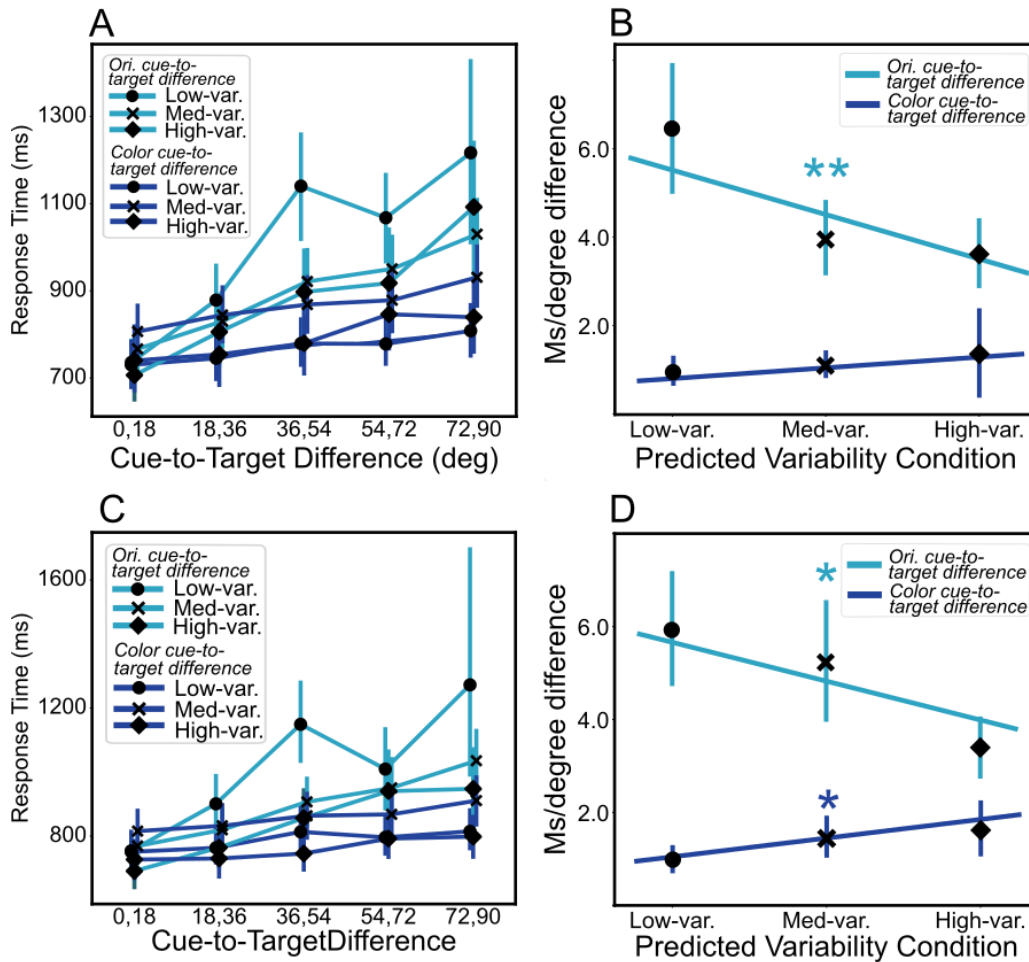 A
Response Time (ms)
1300
1100
900
700
Ori. cue-to-
target difference
Low-var.
Med-var.
High-var.
Color cue-to-
target difference
Low-var.
Med-var.
High-var.
0,18 18,36 36,54 54,72 72,90
Cue-to-Target Difference (deg)
B
Ms/degree difference
6.0
4.0
2.0
Ori. cue-to-
target difference
Color cue-to-
target difference
**
Low-var. Med-var. High-var.
Predicted Variability Condition
C
Response Time (ms)
1600
1200
800
Ori. cue-to-
target difference
Low-var.
Med-var.
High-var.
Color cue-to-
target difference
Low-var.
Med-var.
High-var.
0,18 18,36 36,54 54,72 72,90
Cue-to-TargetDifference
D
Ms/degree difference
6.0
4.0
2.0
Ori. cue-to-
target difference
Color cue-to-
target difference
*
*
Low-var. Med-var. High-var.
Predicted Variability Condition